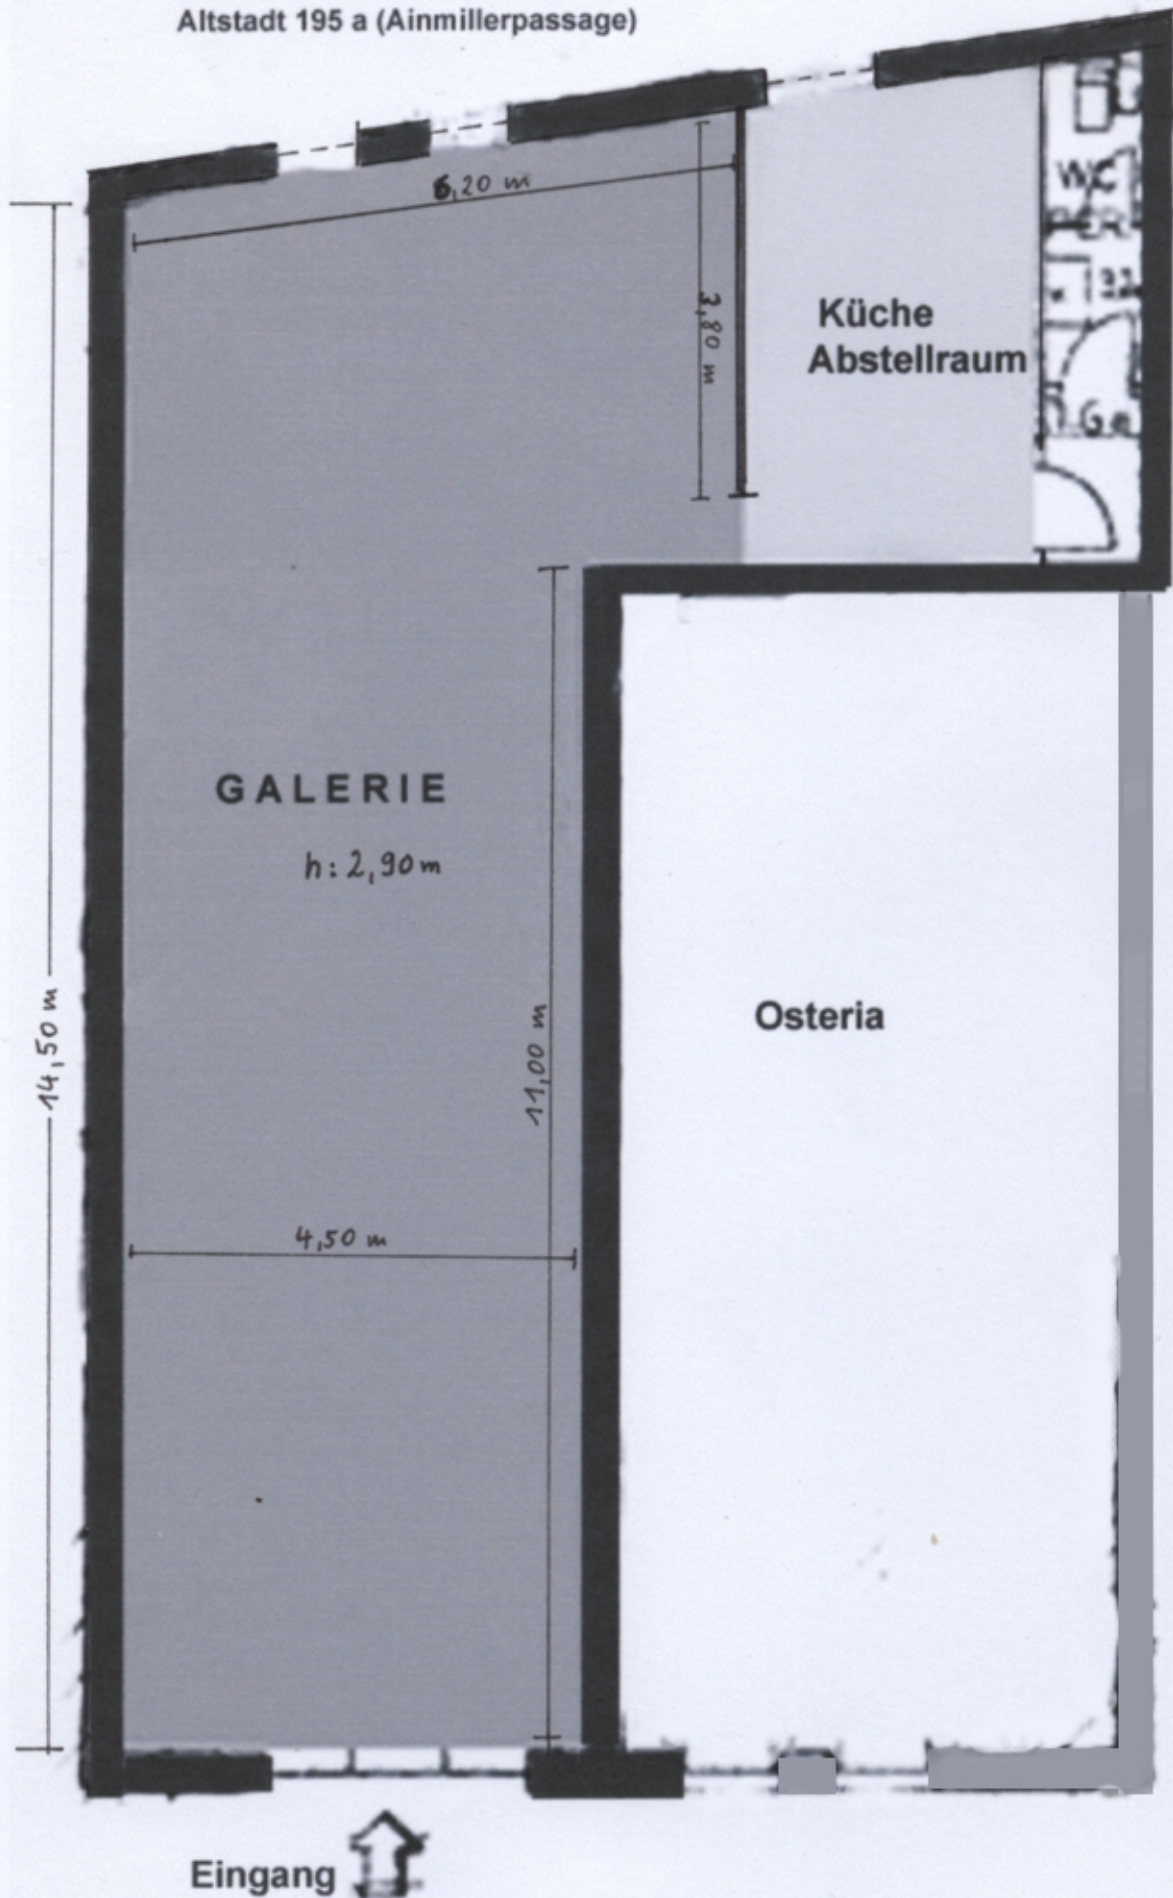 Altstadt 195 a (Ainmillerpassage)
6,20 m
3,80 m
Küche
Abstellraum
WC
GALERIE
h: 2,90 m
11,00 m
14,50 m
Osteria
4,50 m
Eingang